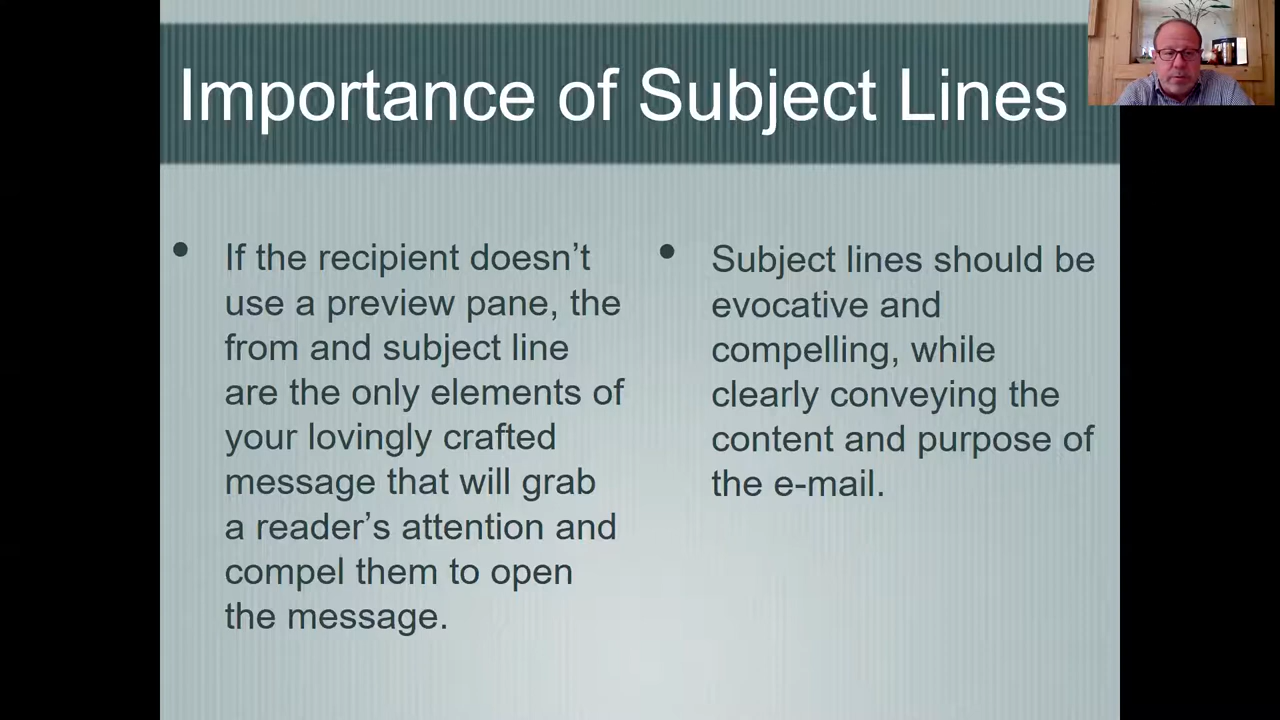 Importance of Subject Lines
• If the recipient doesn’t
use a preview pane, the
from and subject line
are the only elements of
your lovingly crafted
message that will grab
a reader’s attention and
compel them to open
the message.
• Subject lines should be
evocative and
compelling, while
clearly conveying the
content and purpose of
the e-mail.